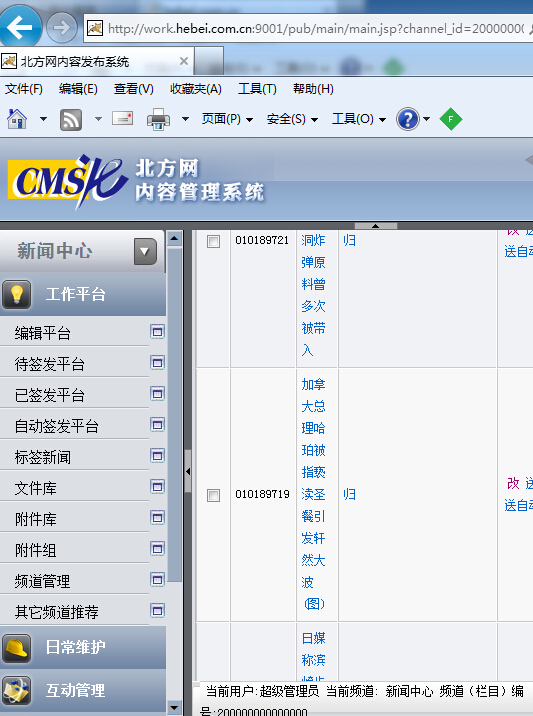 http://work.hebei.com.cn:9001/pub/main/main.jsp?channel_id=20000000
北方网内容发布系统
文件(F) 编辑(E) 查看(V) 收藏夹(A) 工具(T) 帮助(H)
页面(P) 安全(S) 工具(O)
CMS
北方网
内容管理系统
新闻中心
工作平台
编辑平台
待签发平台
已签发平台
自动签发平台
标签新闻
文件库
附件库
附件组
频道管理
其它频道推荐
日常维护
互动管理
010189721
洞炸
弹原
料曾
多次
被带
入
归
改 送
送自动
010189719
加拿
大总
理哈
珀被
指亵
渎圣
餐引
发轩
然大
波
（图）
归
改 送
送自动
日媒
称滨
当前用户:超级管理员 当前频道: 新闻中心 频道（栏目）编
号:200000000000000